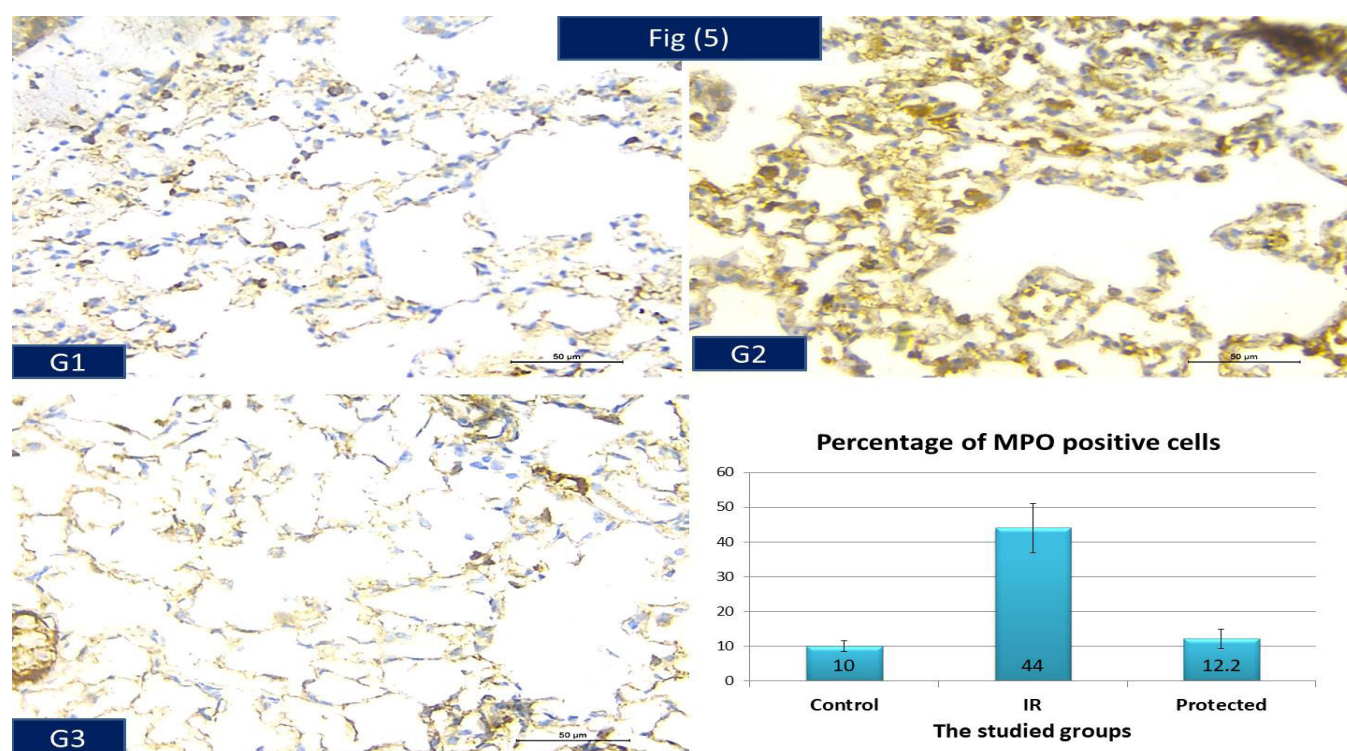 Fig (5)
G1
50 µm
G2
50 µm
G3
50 µm
Percentage of MPO positive cells
60
50
40
30
20
10
0
10
44
12.2
Control
IR
Protected
The studied groups